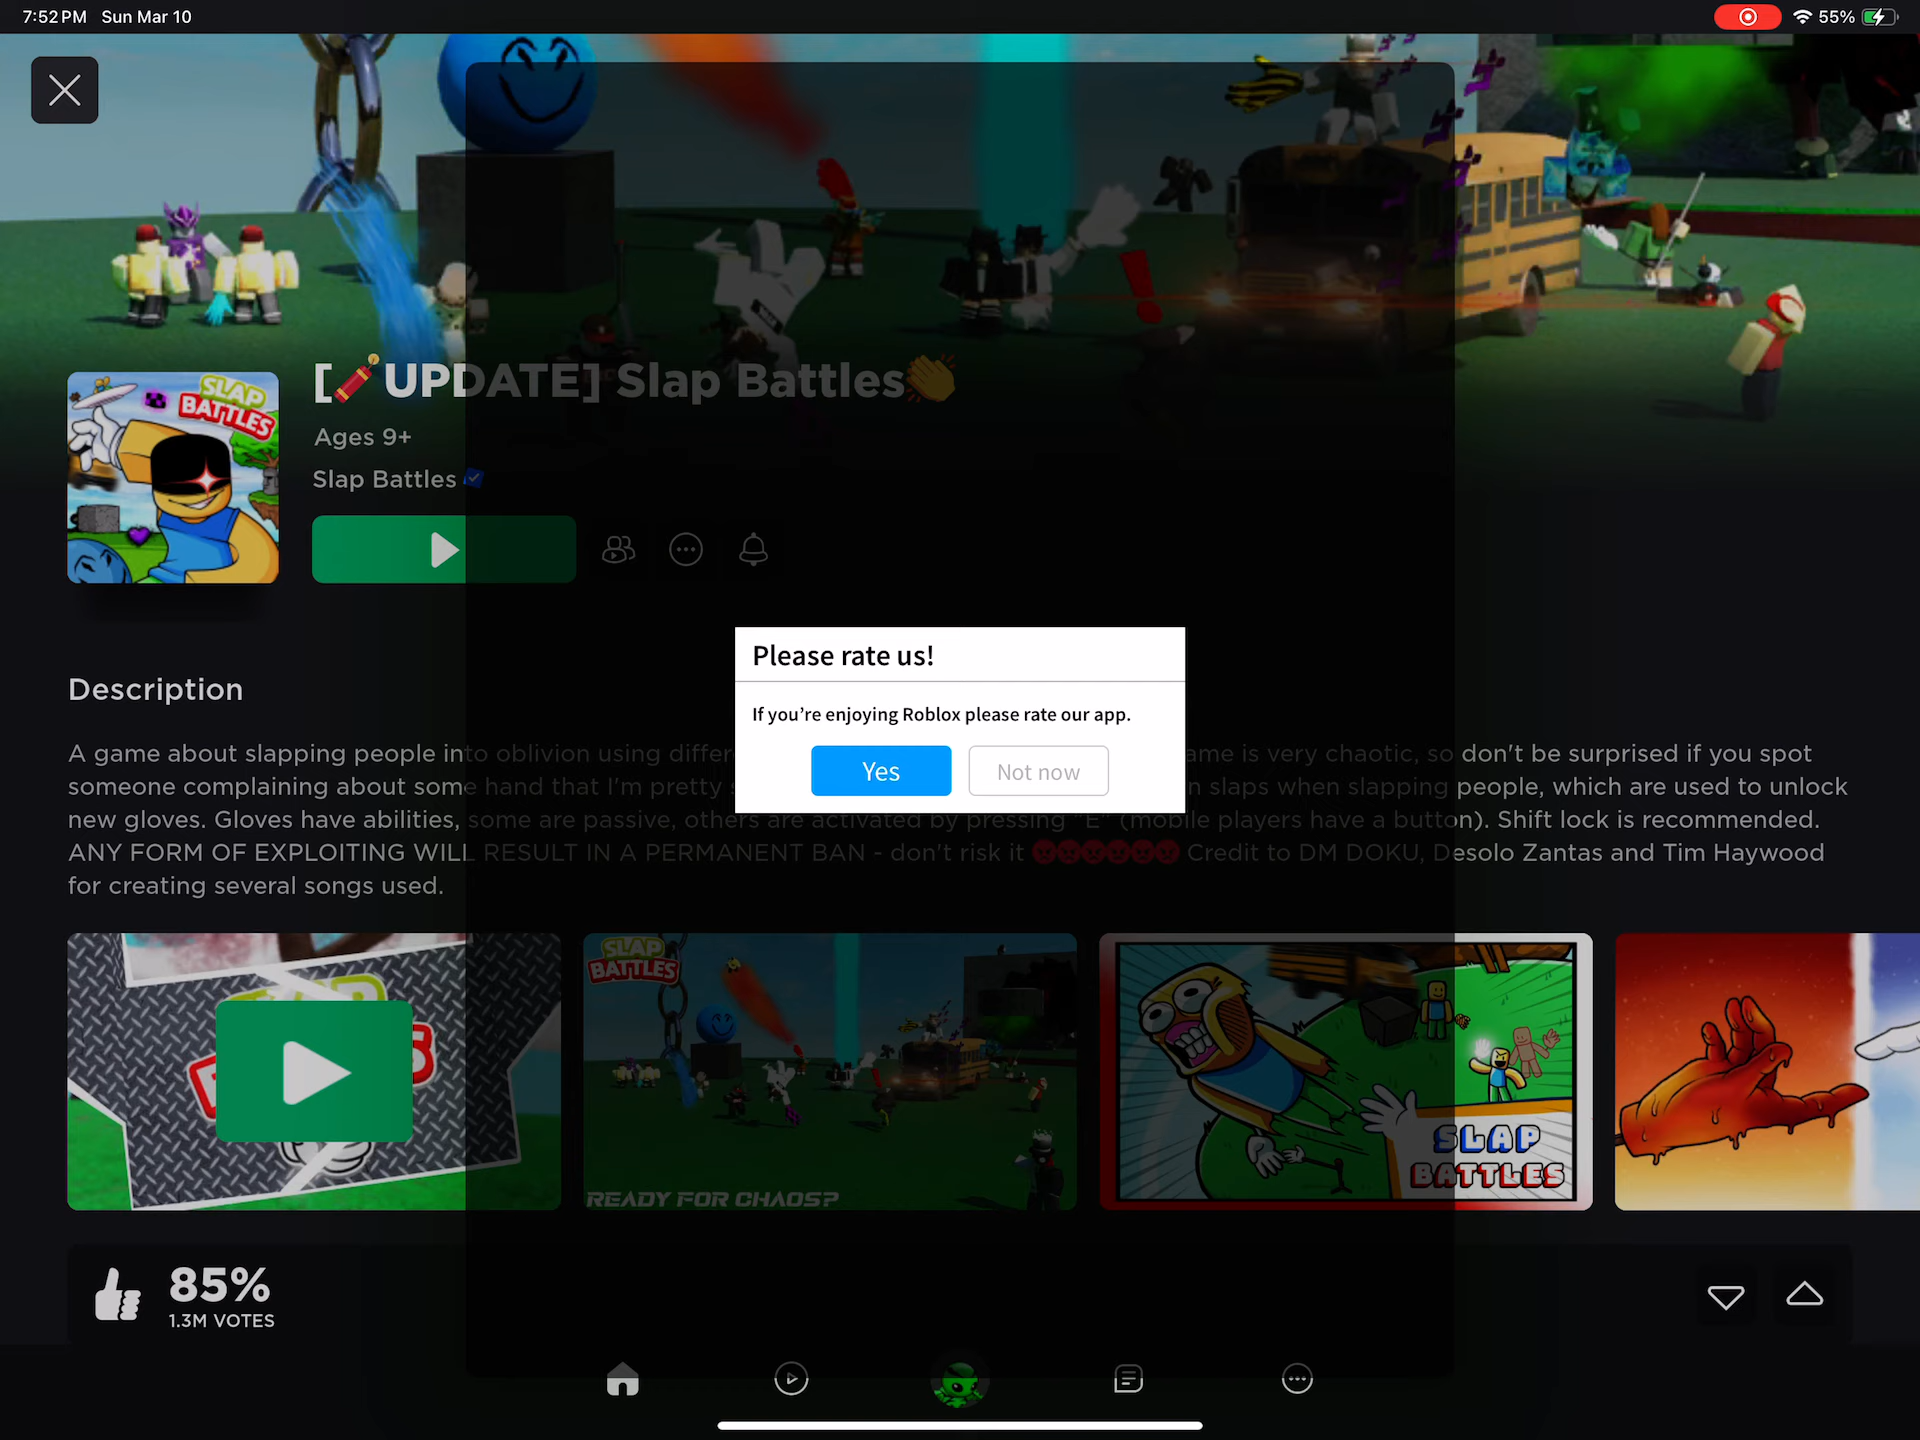 7:52 PM Sun Mar 10
55%
[🧨UPDATE] Slap Battles👏
SLAP
BATTLES
Ages 9+
Slap Battles
Please rate us!
If you’re enjoying Roblox please rate our app.
Yes
Not now
Description
A game about slapping people into oblivion using differ ame is very chaotic, so don't be surprised if you spot
someone complaining about some hand that I'm pretty n slaps when slapping people, which are used to unlock
new gloves. Gloves have abilities, some are passive, others are activated by pressing "E" (mobile players have a button). Shift lock is recommended.
ANY FORM OF EXPLOITING WILL RESULT IN A PERMANENT BAN - don't risk it 😡😡😡😡😡😡 Credit to DM DOKU, Desolo Zantas and Tim Haywood
for creating several songs used.
SLAP
BATTLES
READY FOR CHAOS?
SLAP
BATTLES
85%
1.3M VOTES